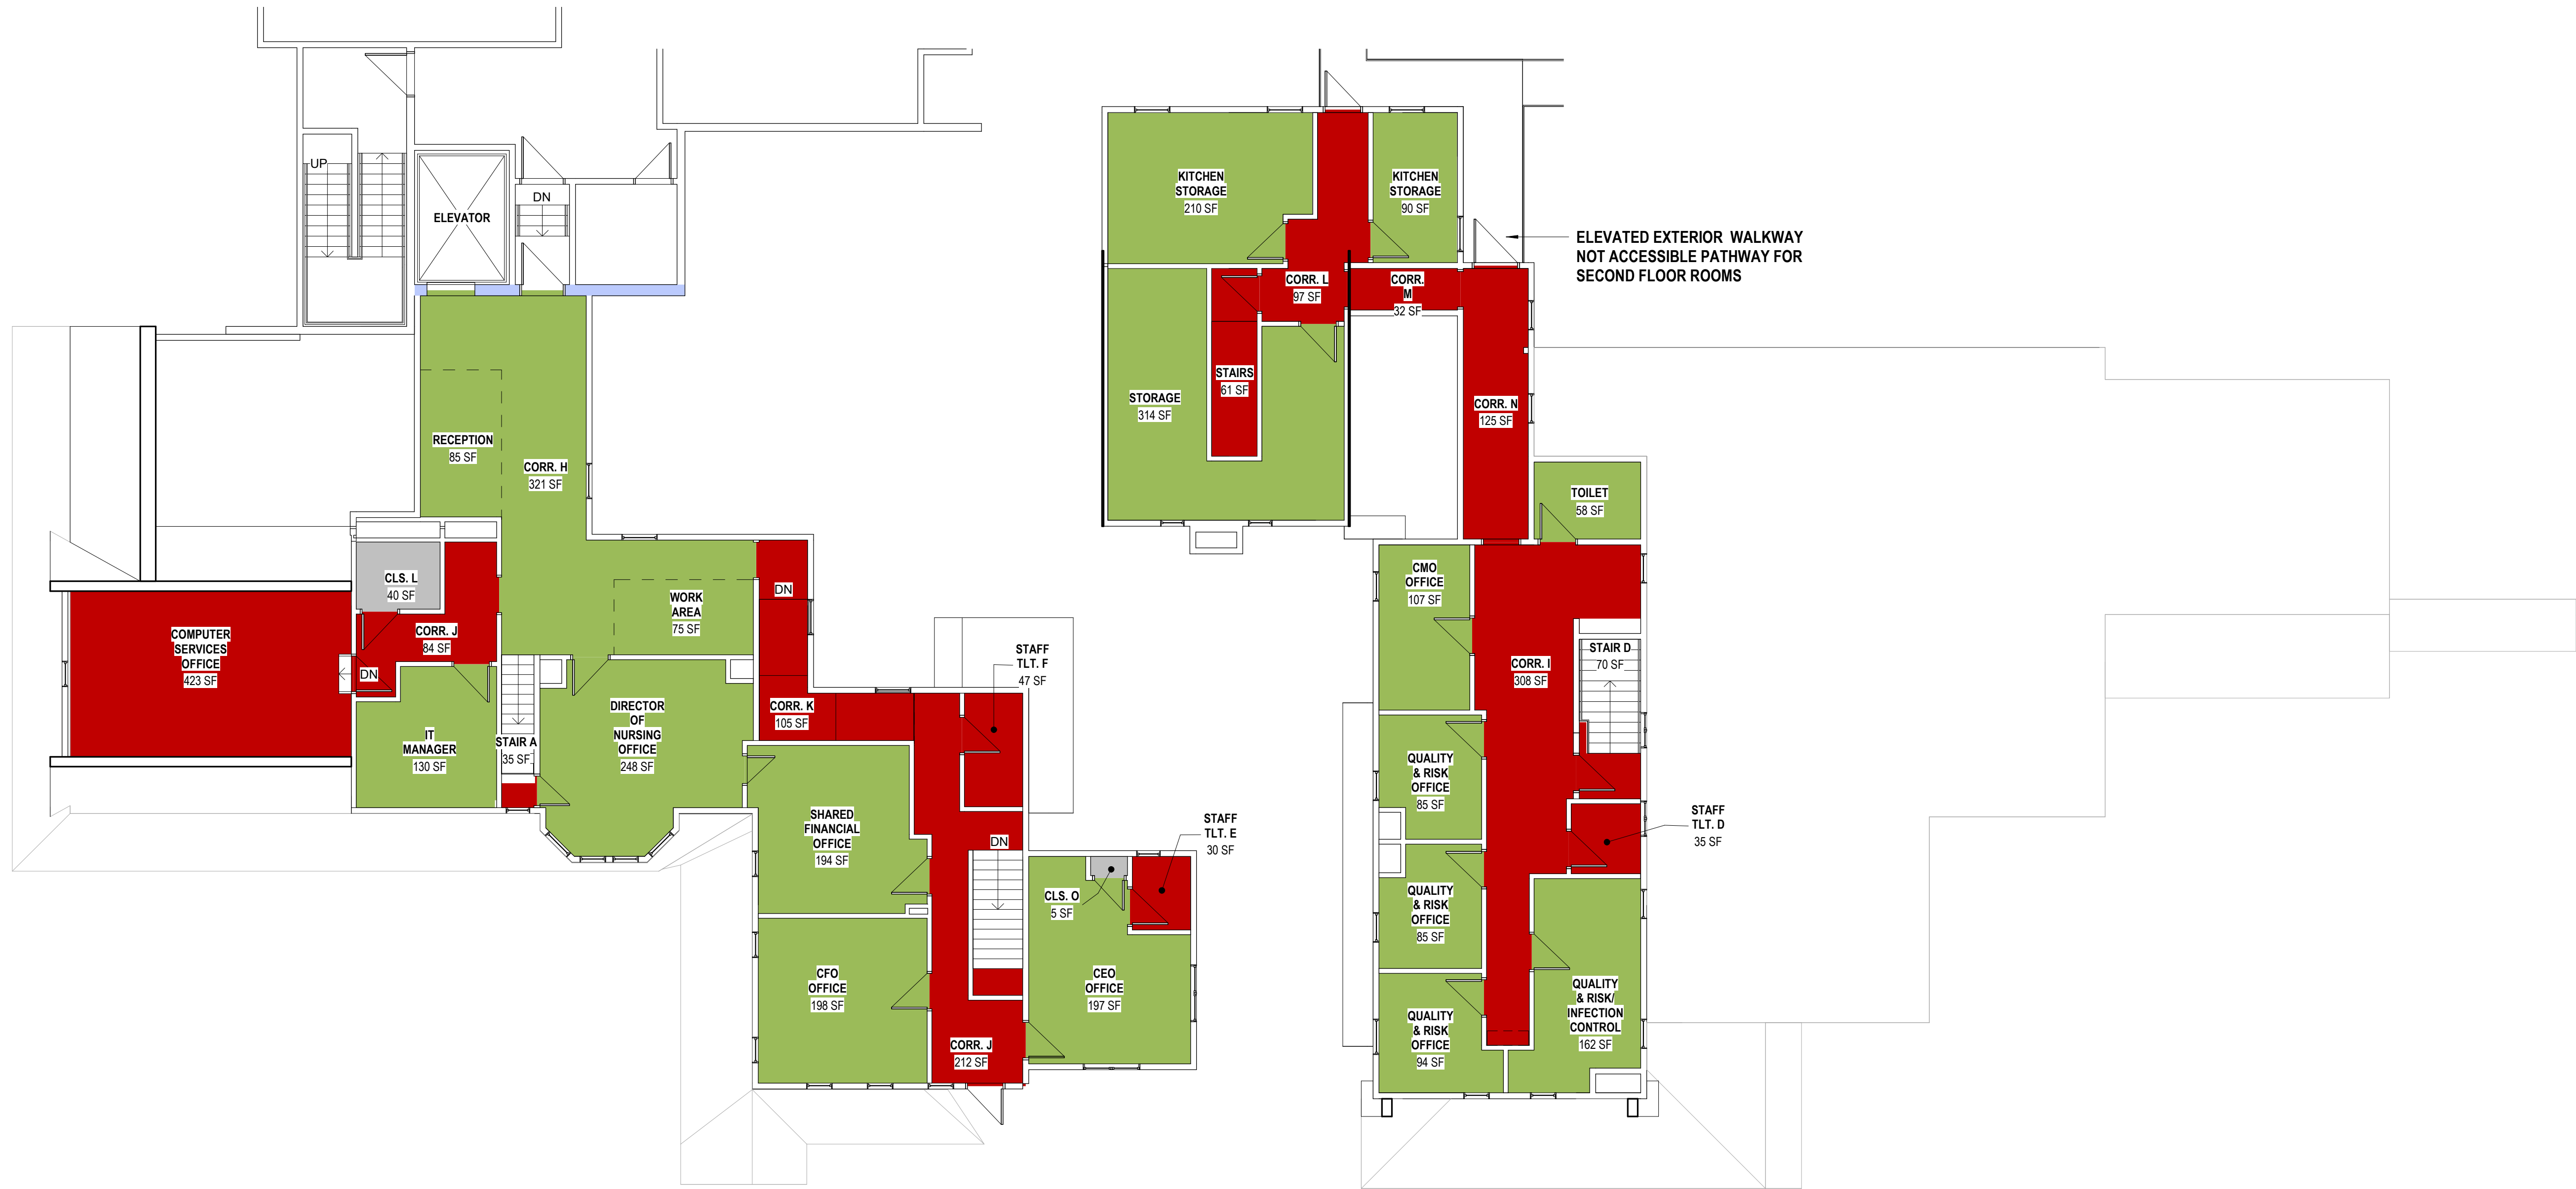 UP
DN
ELEVATOR
RECEPTION
85 SF
CORR. H
321 SF
CLS. L
40 SF
COMPUTER
SERVICES
OFFICE
423 SF
CORR. J
84 SF
DN
IT
MANAGER
130 SF
STAIR A
35 SF
WORK
AREA
75 SF
DN
DIRECTOR
OF
NURSING
OFFICE
248 SF
CORR. K
105 SF
STAFF
TLT. F
47 SF
SHARED
FINANCIAL
OFFICE
194 SF
DN
STAFF
TLT. E
30 SF
CLS. O
5 SF
CFO
OFFICE
198 SF
CEO
OFFICE
197 SF
CORR. J
212 SF
KITCHEN
STORAGE
210 SF
KITCHEN
STORAGE
90 SF
ELEVATED EXTERIOR WALKWAY
NOT ACCESSIBLE PATHWAY FOR
SECOND FLOOR ROOMS
CORR. L
97 SF
CORR.
M
32 SF
STAIRS
61 SF
STORAGE
314 SF
CORR. N
125 SF
TOILET
58 SF
CMO
OFFICE
107 SF
CORR. I
308 SF
STAIR D
70 SF
QUALITY
& RISK
OFFICE
85 SF
STAFF
TLT. D
35 SF
QUALITY
& RISK
OFFICE
85 SF
QUALITY
& RISK
OFFICE
94 SF
QUALITY
& RISK/
INFECTION
CONTROL
162 SF